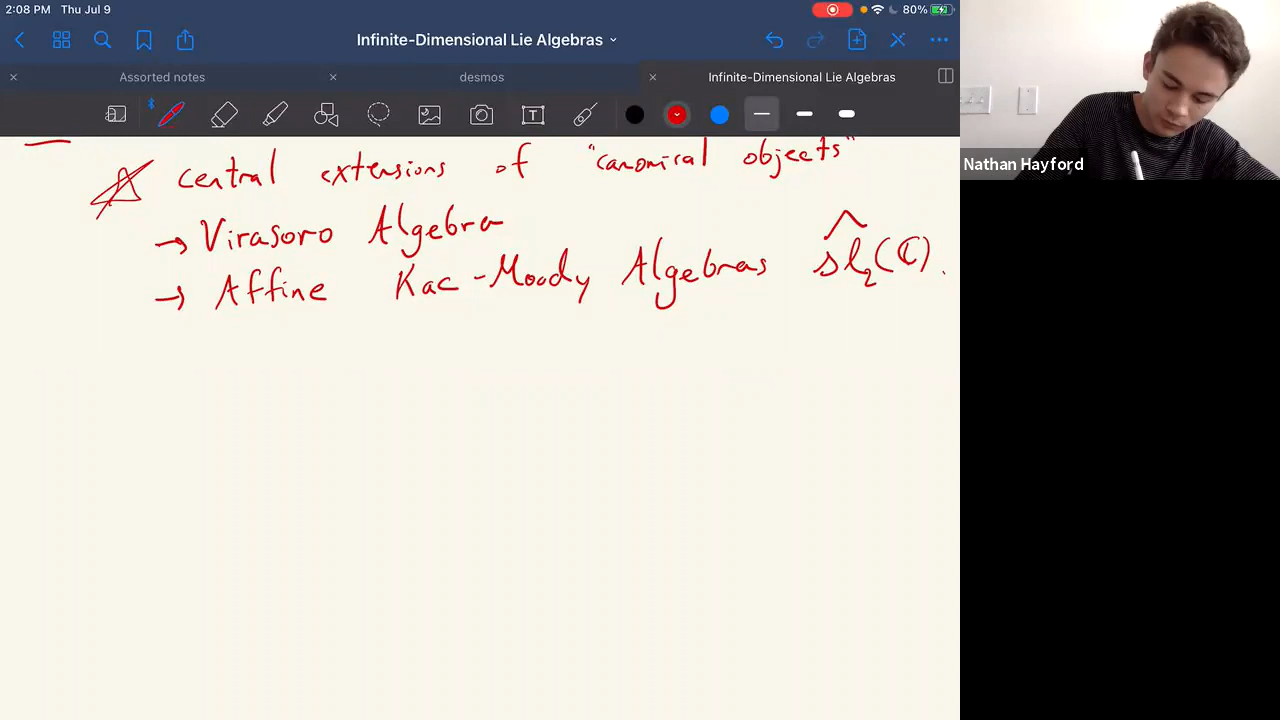 2:08 PM Thu Jul 9
80%
Infinite-Dimensional Lie Algebras
Assorted notes
desmos
Infinite-Dimensional Lie Algebras
T
Nathan Hayford
central extensions of "canonical objects"
→ Virasoro Algebra
→ Affine Kac-Moody Algebras ŝl₂(ℂ).